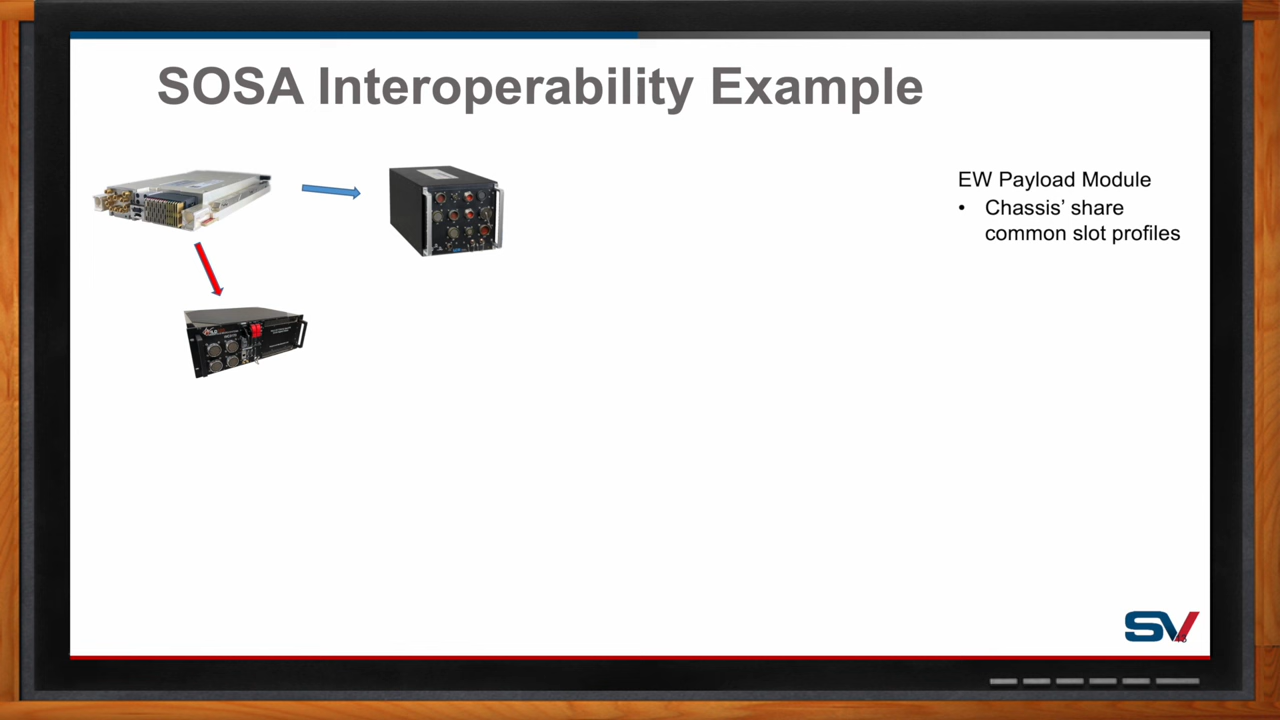 SOSA Interoperability Example
EW Payload Module
• Chassis’ share
common slot profiles
SV